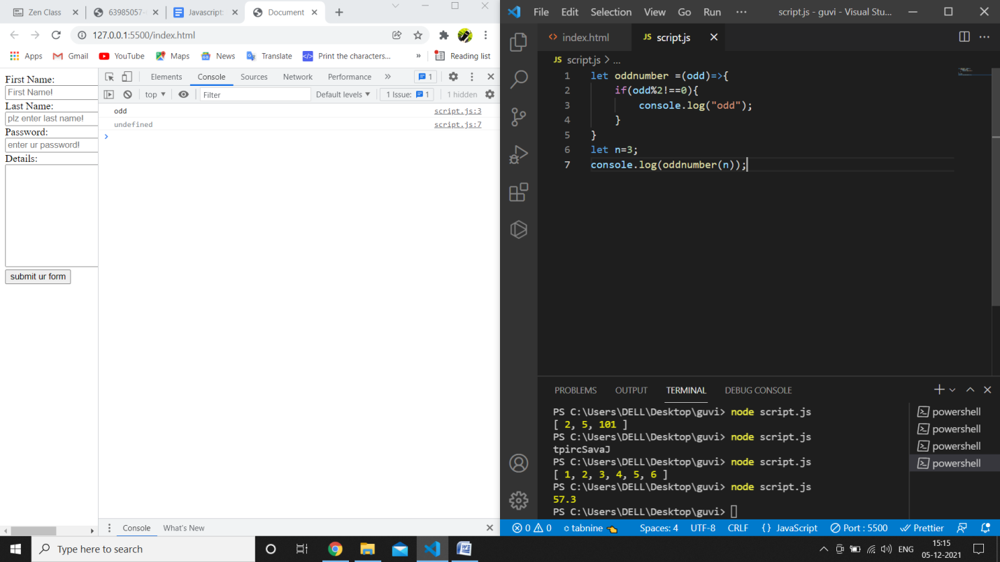 Zen Class
63985057-
Javascript:
Document
127.0.0.1:5500/index.html
Apps
Gmail
YouTube
Maps
News
Translate
Print the characters...
»
Reading list
First Name:
First Name!
Last Name:
plz enter last name!
Password:
enter ur password!
Details:
submit ur form
Elements
Console
Sources
Network
Performance
»
1
top
Filter
Default levels
1 Issue:
1
1 hidden
odd
script.js:3
undefined
script.js:7
Console
What's New
File
Edit
Selection
View
Go
Run
···
script.js - guvi - Visual Stu...
<> index.html
JS script.js
JS script.js > ...
1 let oddnumber =(odd)=>{
2 if(odd%2!==0){
3 console.log("odd");
4 }
5 }
6 let n=3;
7 console.log(oddnumber(n));
PROBLEMS
OUTPUT
TERMINAL
DEBUG CONSOLE
PS C:\Users\DELL\Desktop\guvi> node script.js
[ 2, 5, 101 ]
PS C:\Users\DELL\Desktop\guvi> node script.js
tpircSavaJ
PS C:\Users\DELL\Desktop\guvi> node script.js
[ 1, 2, 3, 4, 5, 6 ]
PS C:\Users\DELL\Desktop\guvi> node script.js
57.3
PS C:\Users\DELL\Desktop\guvi>
powershell
powershell
powershell
powershell
0
0
tabnine
Spaces: 4
UTF-8
CRLF
{ } JavaScript
Port : 5500
Prettier
Type here to search
ENG
15:15
05-12-2021